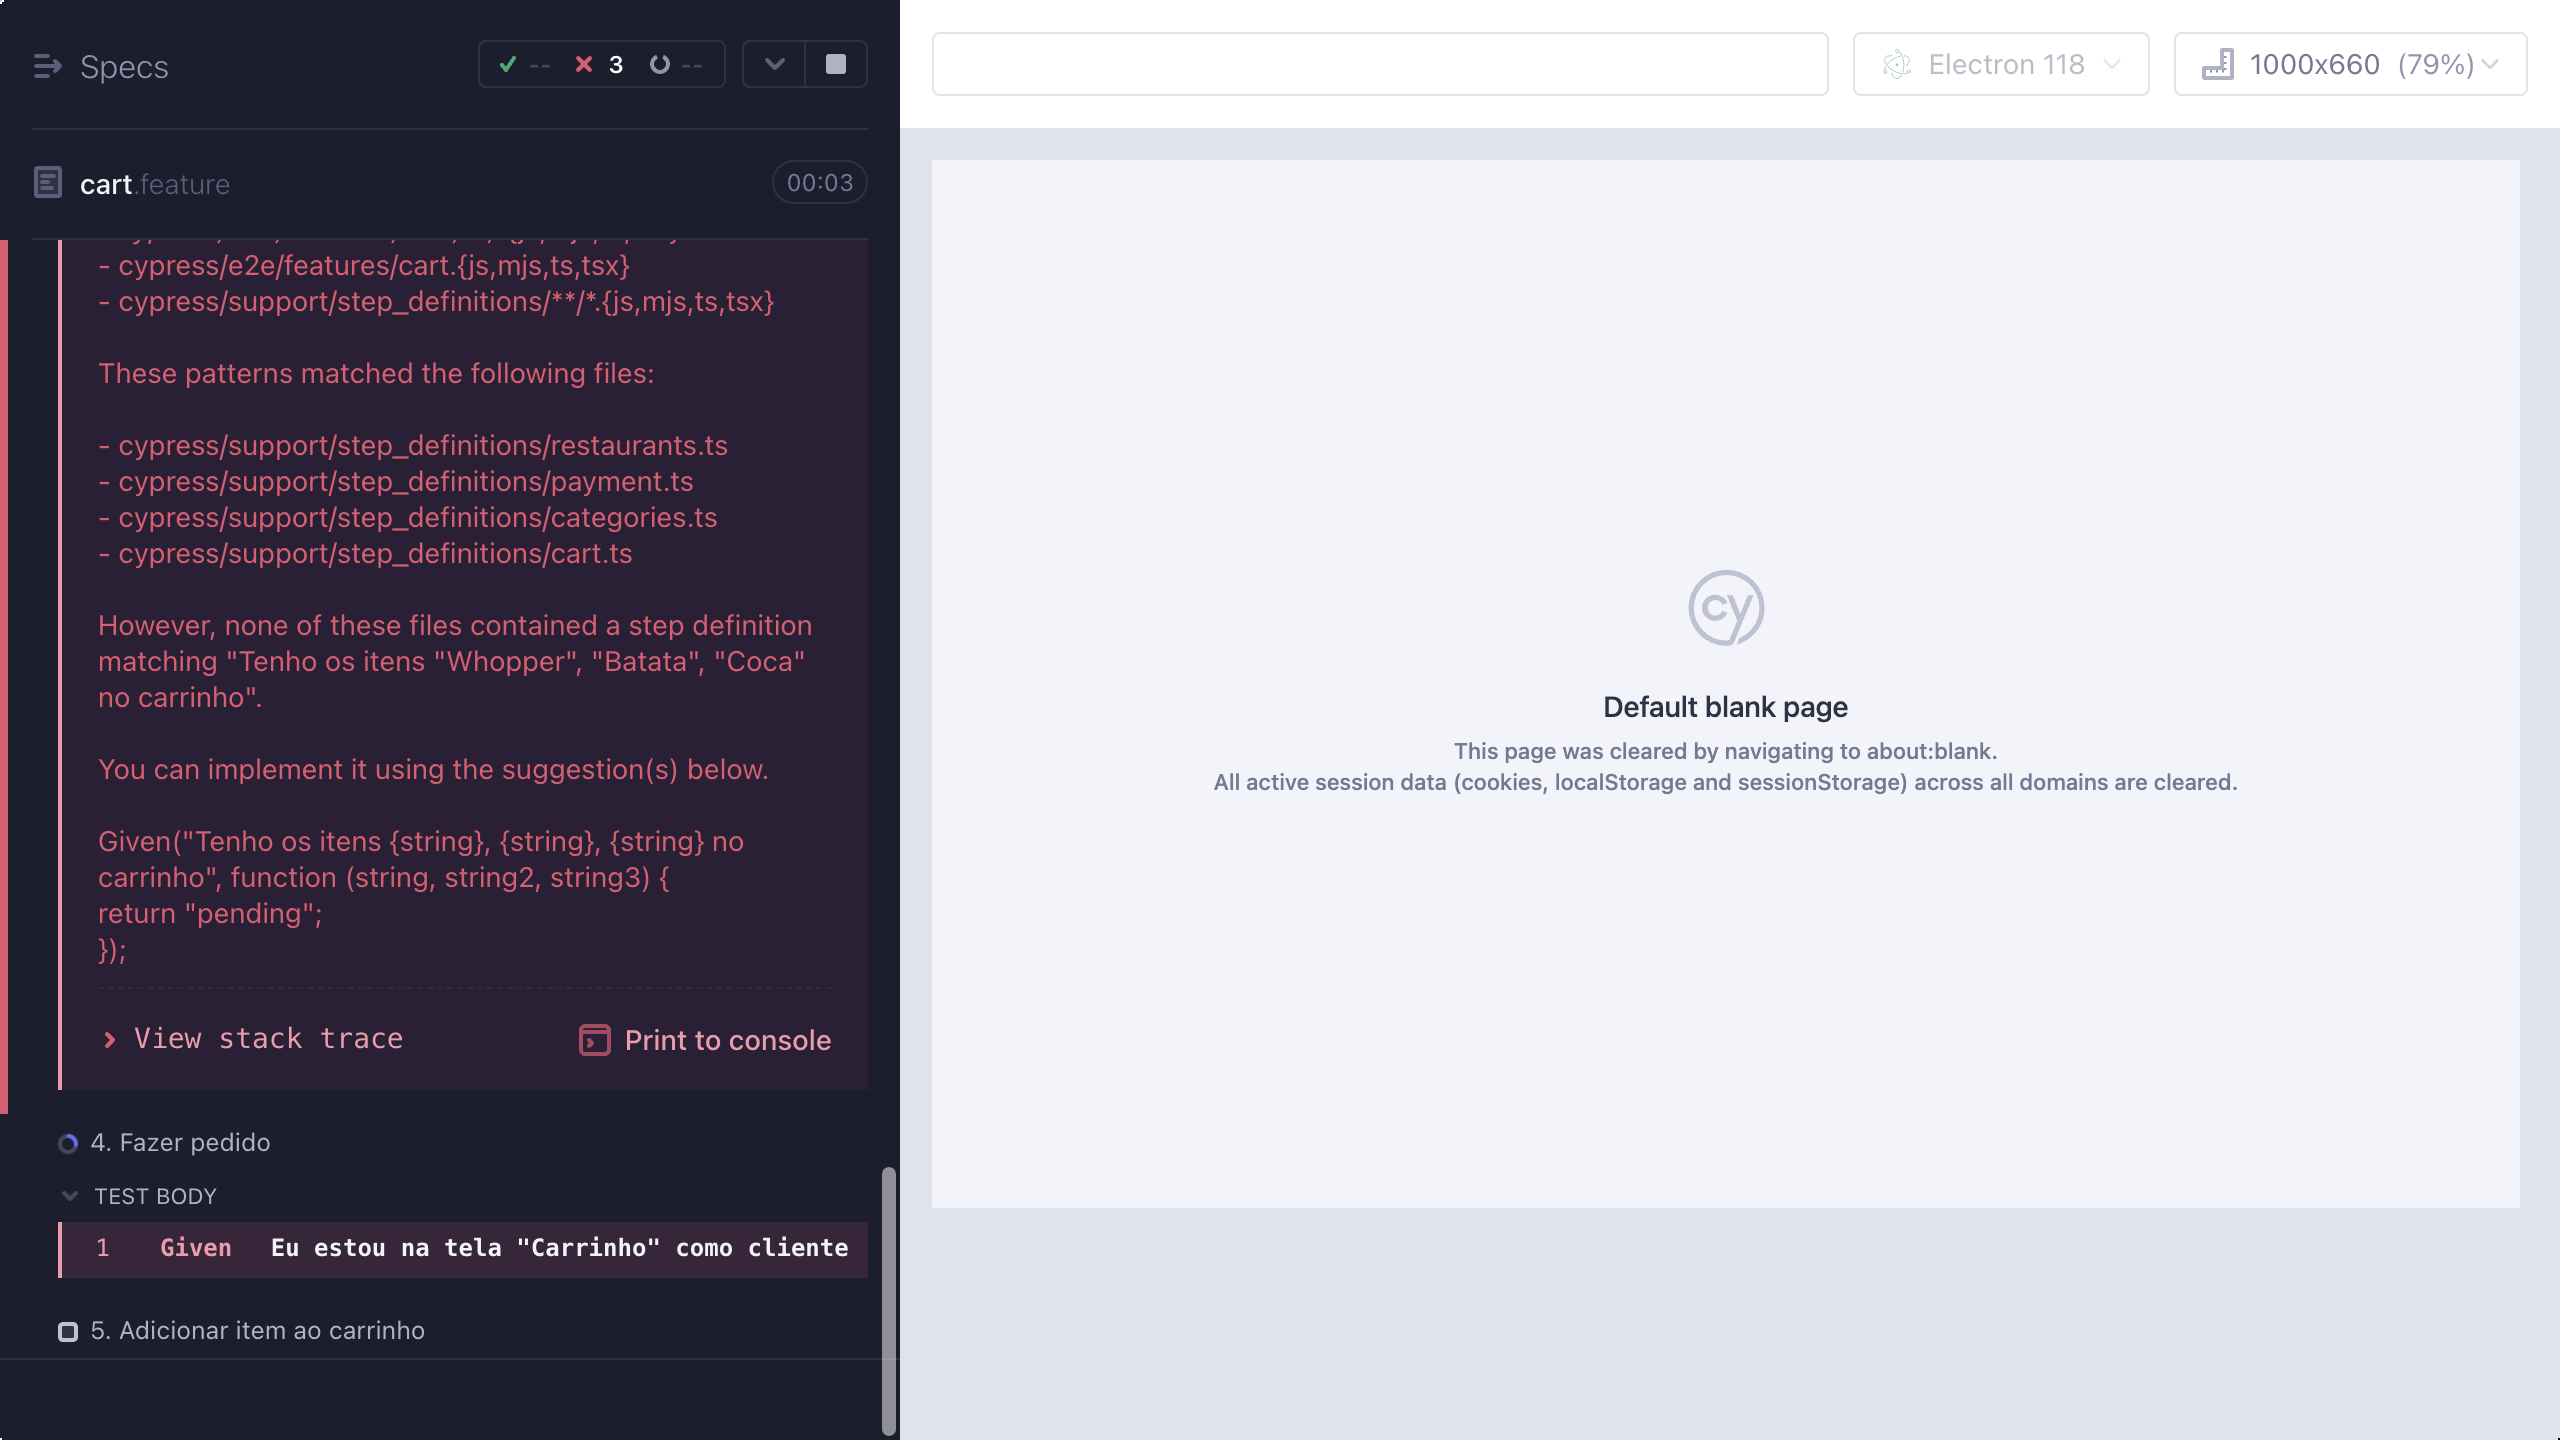 Specs
-- 3 --
cart.feature
00:03
- cypress/e2e/features/cart.{js,mjs,ts,tsx}
- cypress/support/step_definitions/**/*.{js,mjs,ts,tsx}
These patterns matched the following files:
- cypress/support/step_definitions/restaurants.ts
- cypress/support/step_definitions/payment.ts
- cypress/support/step_definitions/categories.ts
- cypress/support/step_definitions/cart.ts
However, none of these files contained a step definition
matching "Tenho os itens "Whopper", "Batata", "Coca"
no carrinho".
You can implement it using the suggestion(s) below.
Given("Tenho os itens {string}, {string}, {string} no
carrinho", function (string, string2, string3) {
return "pending";
});
View stack trace
Print to console
4. Fazer pedido
TEST BODY
1 Given Eu estou na tela "Carrinho" como cliente
5. Adicionar item ao carrinho
Electron 118
1000x660 (79%)
cy
Default blank page
This page was cleared by navigating to about:blank.
All active session data (cookies, localStorage and sessionStorage) across all domains are cleared.